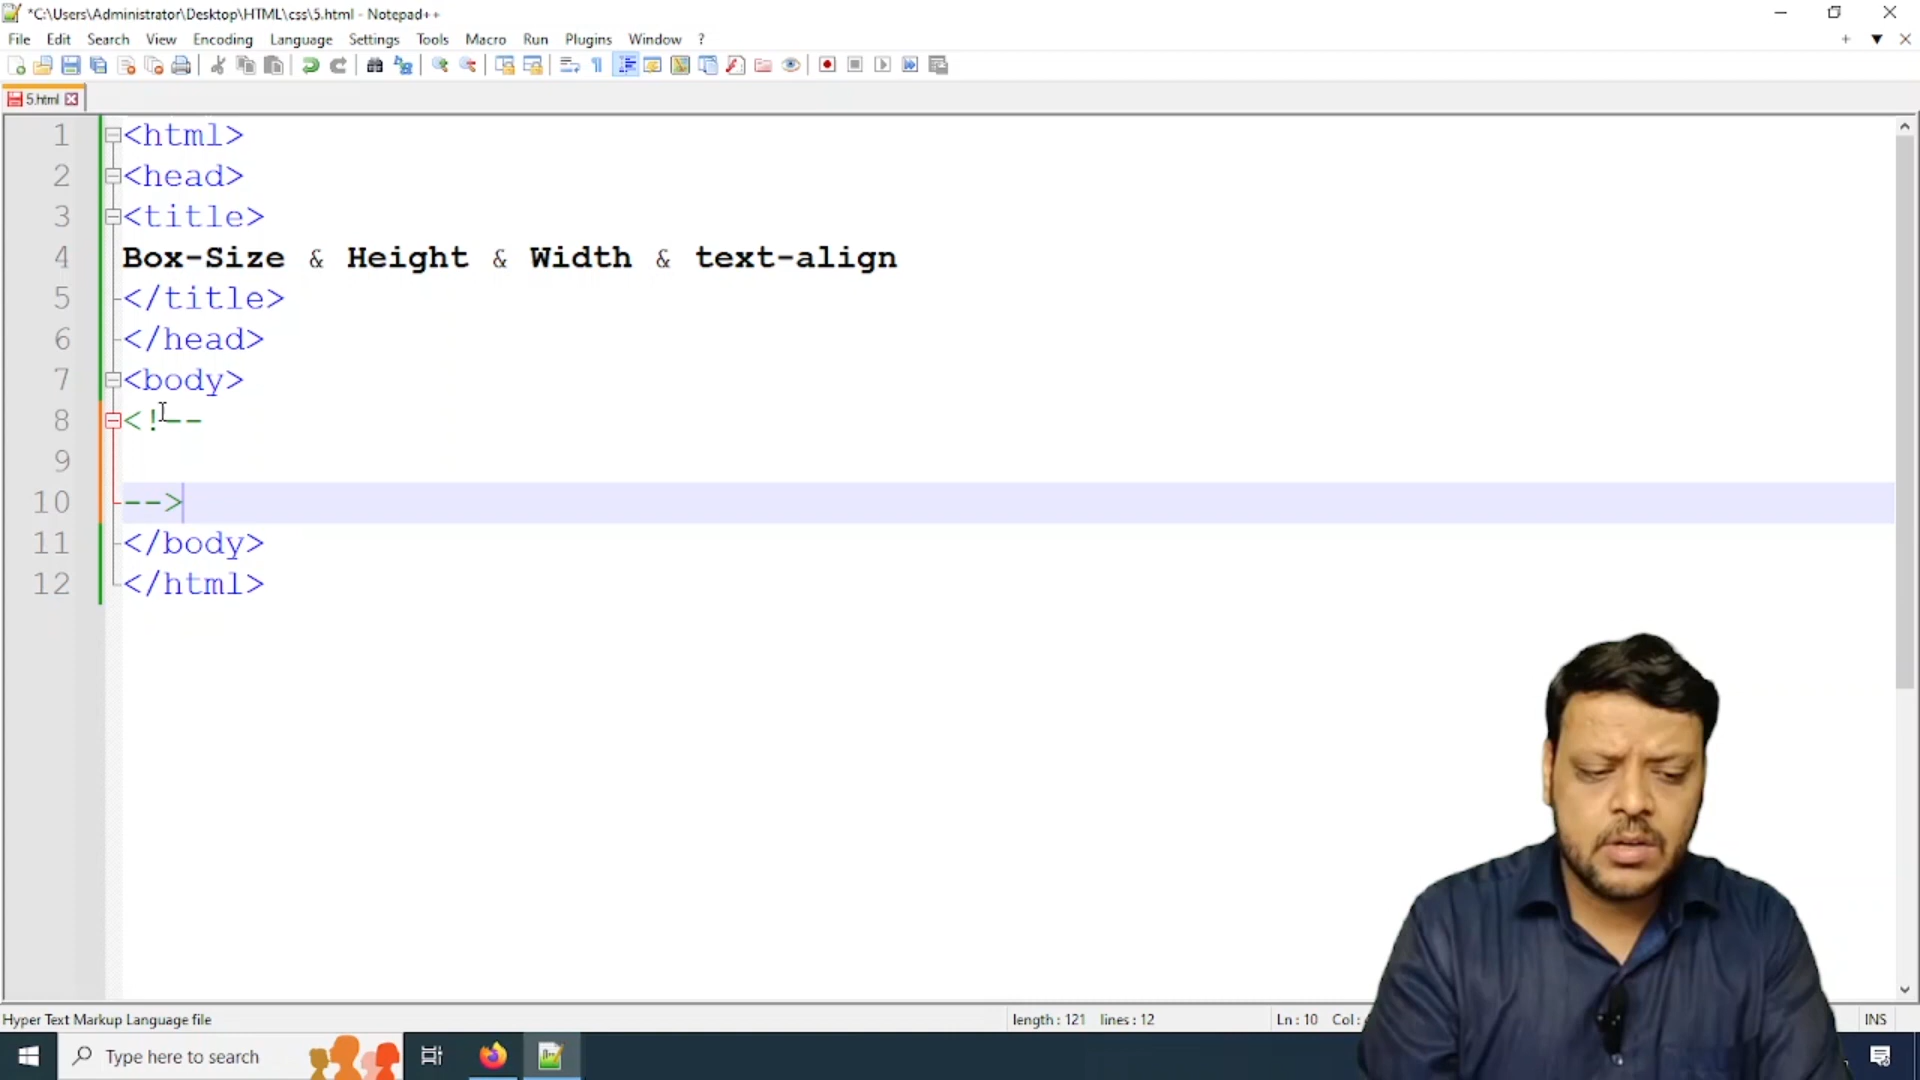 *C:\Users\Administrator\Desktop\HTML\css\5.html - Notepad++
File Edit Search View Encoding Language Settings Tools Macro Run Plugins Window ?
5.html
1 <html>
2 <head>
3 <title>
4 Box-Size & Height & Width & text-align
5 </title>
6 </head>
7 <body>
8 <!--
9
10 -->
11 </body>
12 </html>
Hyper Text Markup Language file length : 121 lines : 12 Ln : 10 Col : INS
Type here to search